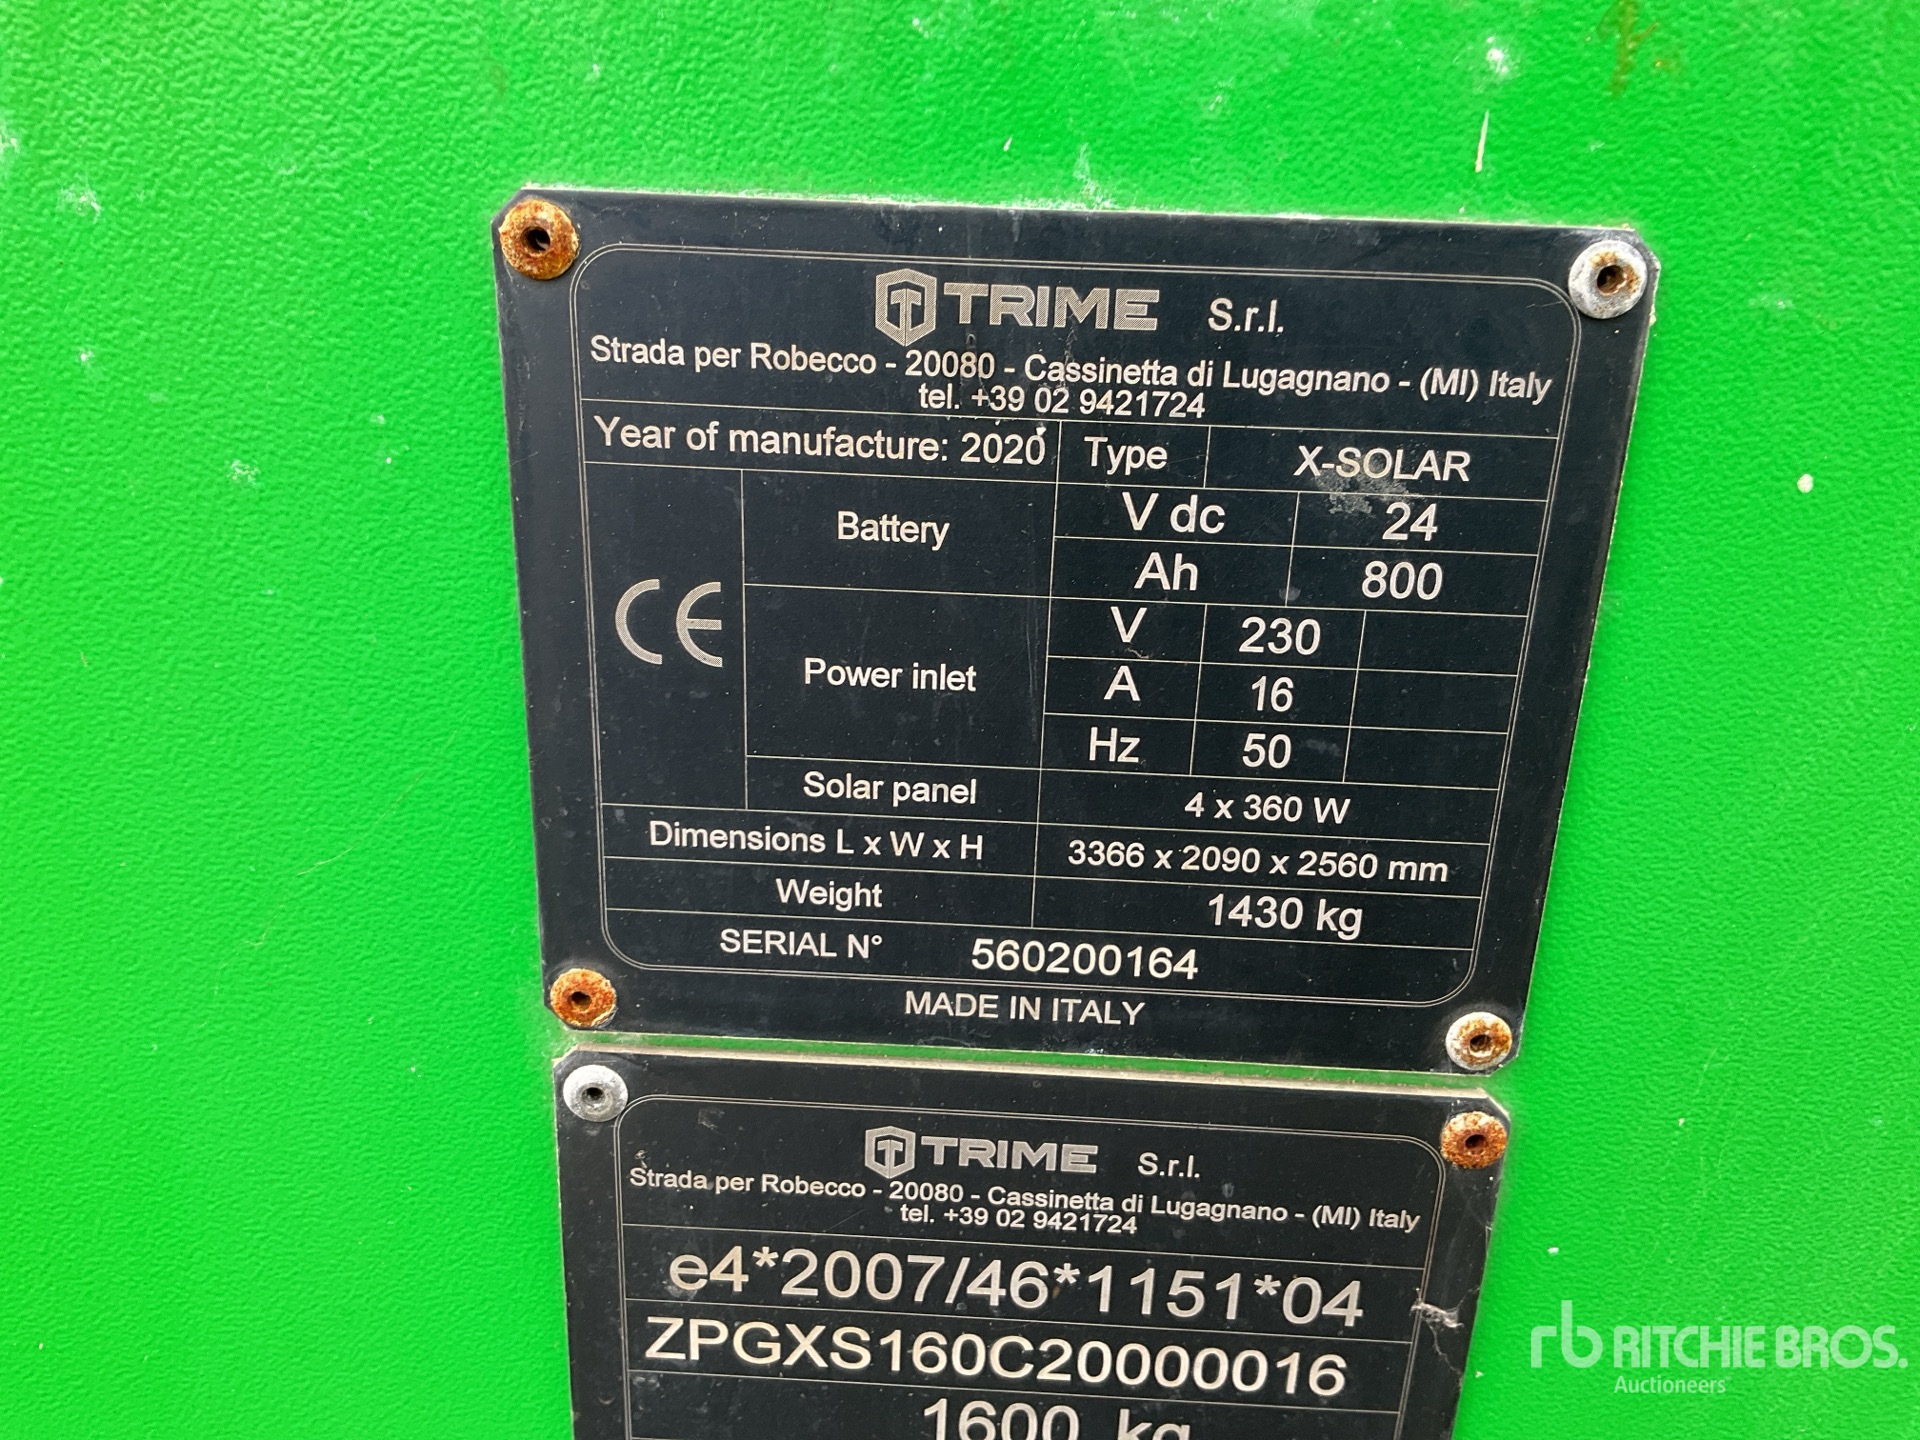 TRIME S.r.l.
Strada per Robecco - 20080 - Cassinetta di Lugagnano - (MI) Italy
tel. +39 02 9421724
Year of manufacture: 2020 Type X-SOLAR
CE
Battery
V dc 24
Ah 800
Power inlet
V 230
A 16
Hz 50
Solar panel 4 x 360 W
Dimensions L x W x H 3366 x 2090 x 2560 mm
Weight 1430 kg
SERIAL N° 560200164
MADE IN ITALY
TRIME S.r.l.
Strada per Robecco - 20080 - Cassinetta di Lugagnano - (MI) Italy
tel. +39 02 9421724
e4*2007/46*1151*04
ZPGXS160C20000016
1600 kg
rb RITCHIE BROS.
Auctioneers